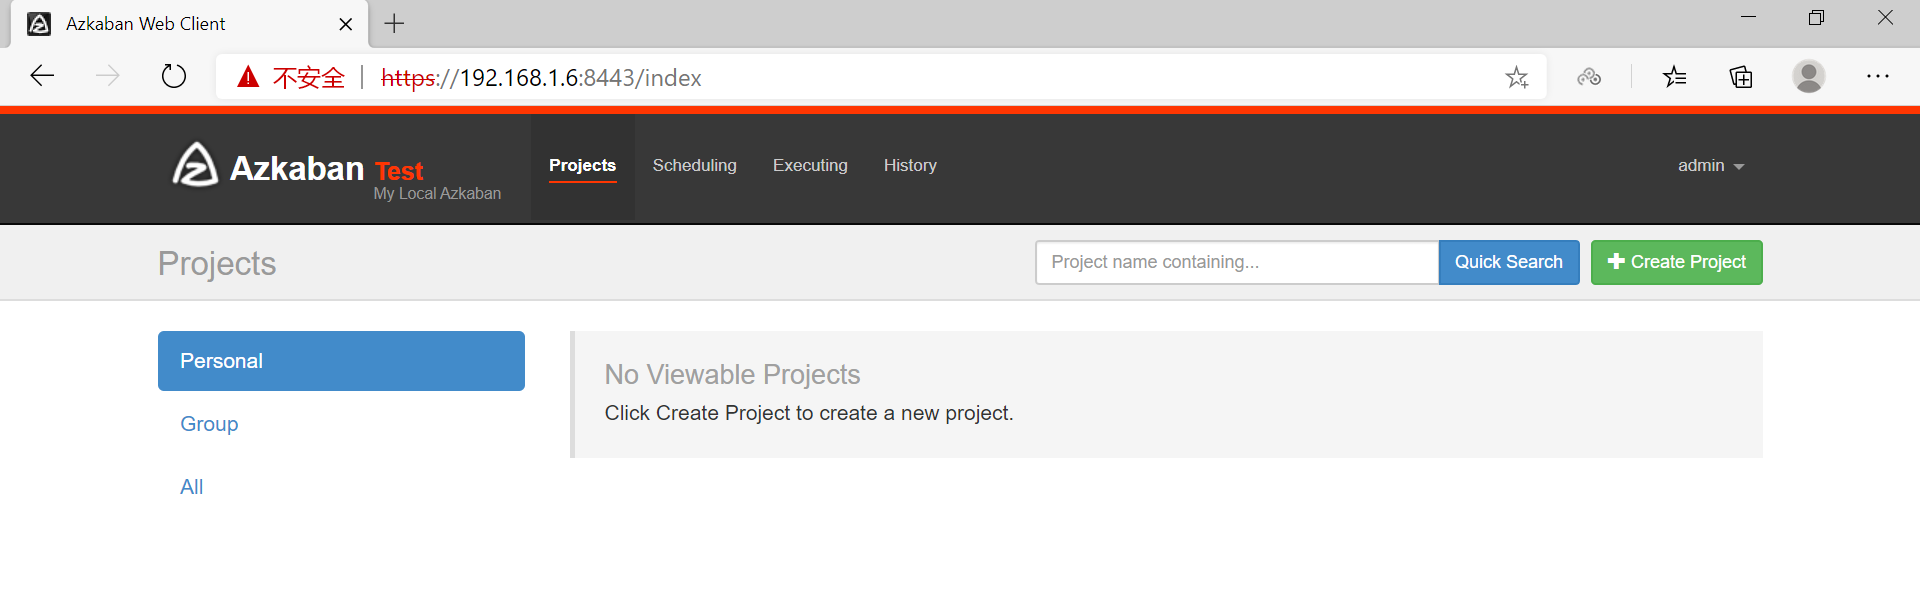 Azkaban Web Client
不安全 | https://192.168.1.6:8443/index
Azkaban Test
My Local Azkaban
Projects Scheduling Executing History admin
Projects
Project name containing... Quick Search Create Project
Personal
Group
All
No Viewable Projects
Click Create Project to create a new project.